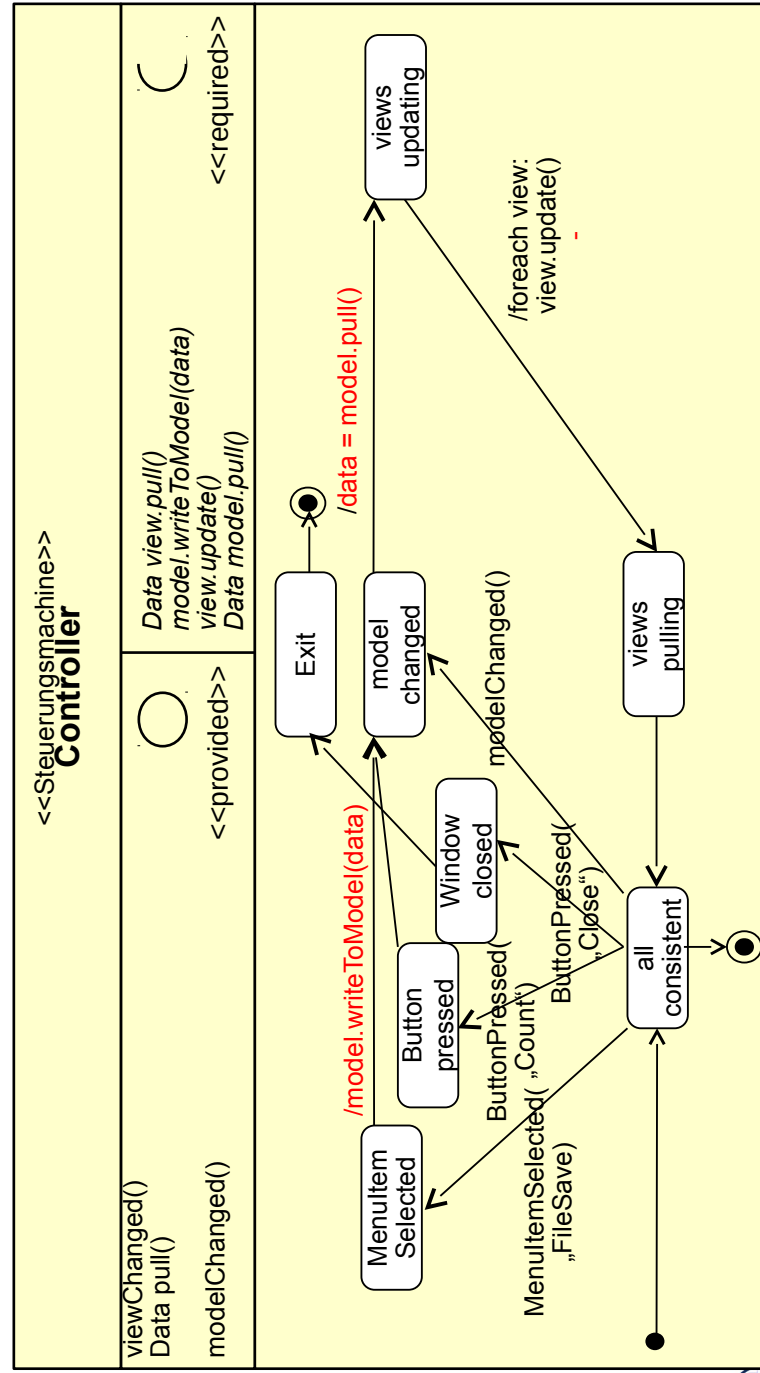 <<Steuerungsmachine>>
Controller
viewChanged()
Data pull()
modelChanged()
<<provided>>
Data view.pull()
model.writeToModel(data)
view.update()
Data model.pull()
<<required>>
Exit
/model.writeToModel(data)
/data = model.pull()
MenuItem
Selected
Button
pressed
Window
closed
model
changed
views
updating
modelChanged()
ButtonPressed(
„Count“)
ButtonPressed(
„Close“)
MenuItemSelected( „FileSave)
/foreach view:
view.update()
-
all
consistent
views
pulling